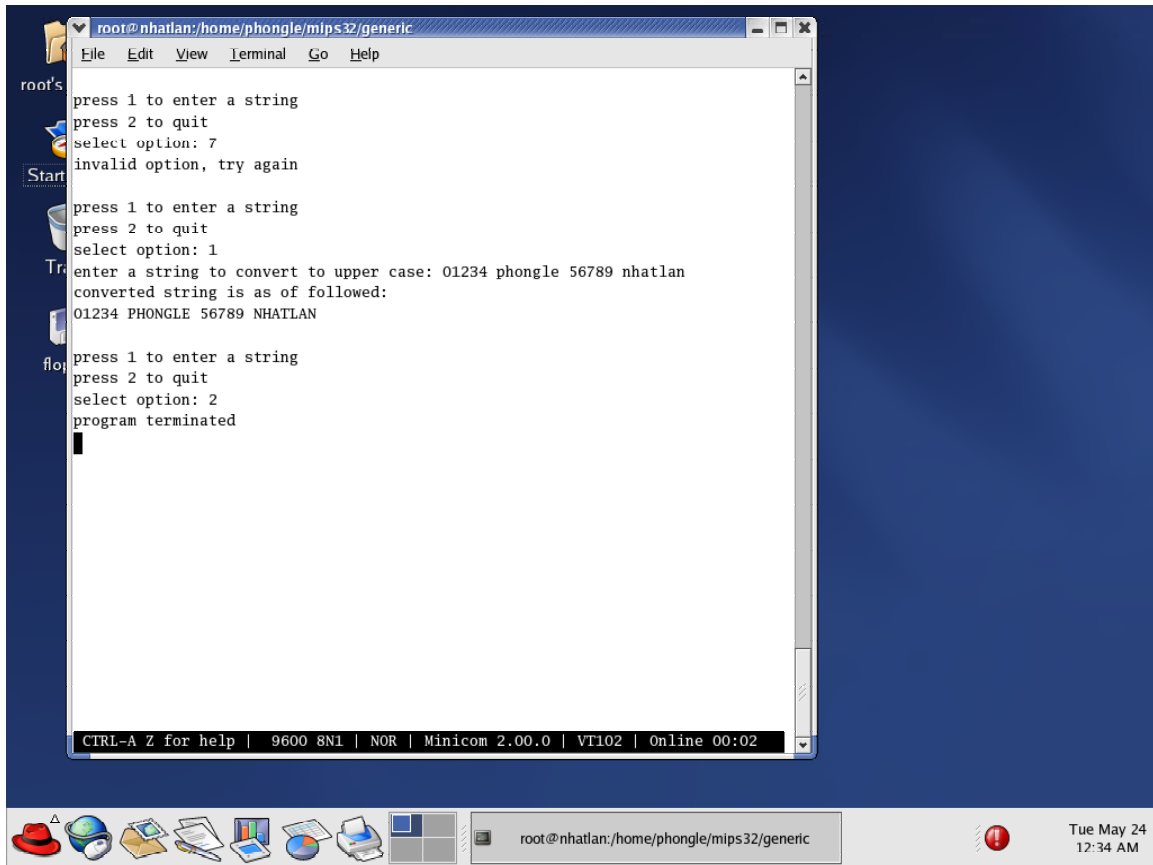 root@nhatlan:/home/phongle/mips32/generic
File Edit View Terminal Go Help
root's
Start
Tra
flop
press 1 to enter a string
press 2 to quit
select option: 7
invalid option, try again
press 1 to enter a string
press 2 to quit
select option: 1
enter a string to convert to upper case: 01234 phongle 56789 nhatlan
converted string is as of followed:
01234 PHONGLE 56789 NHATLAN
press 1 to enter a string
press 2 to quit
select option: 2
program terminated
CTRL-A Z for help | 9600 8N1 | NOR | Minicom 2.00.0 | VT102 | Online 00:02
root@nhatlan:/home/phongle/mips32/generic
Tue May 24
12:34 AM